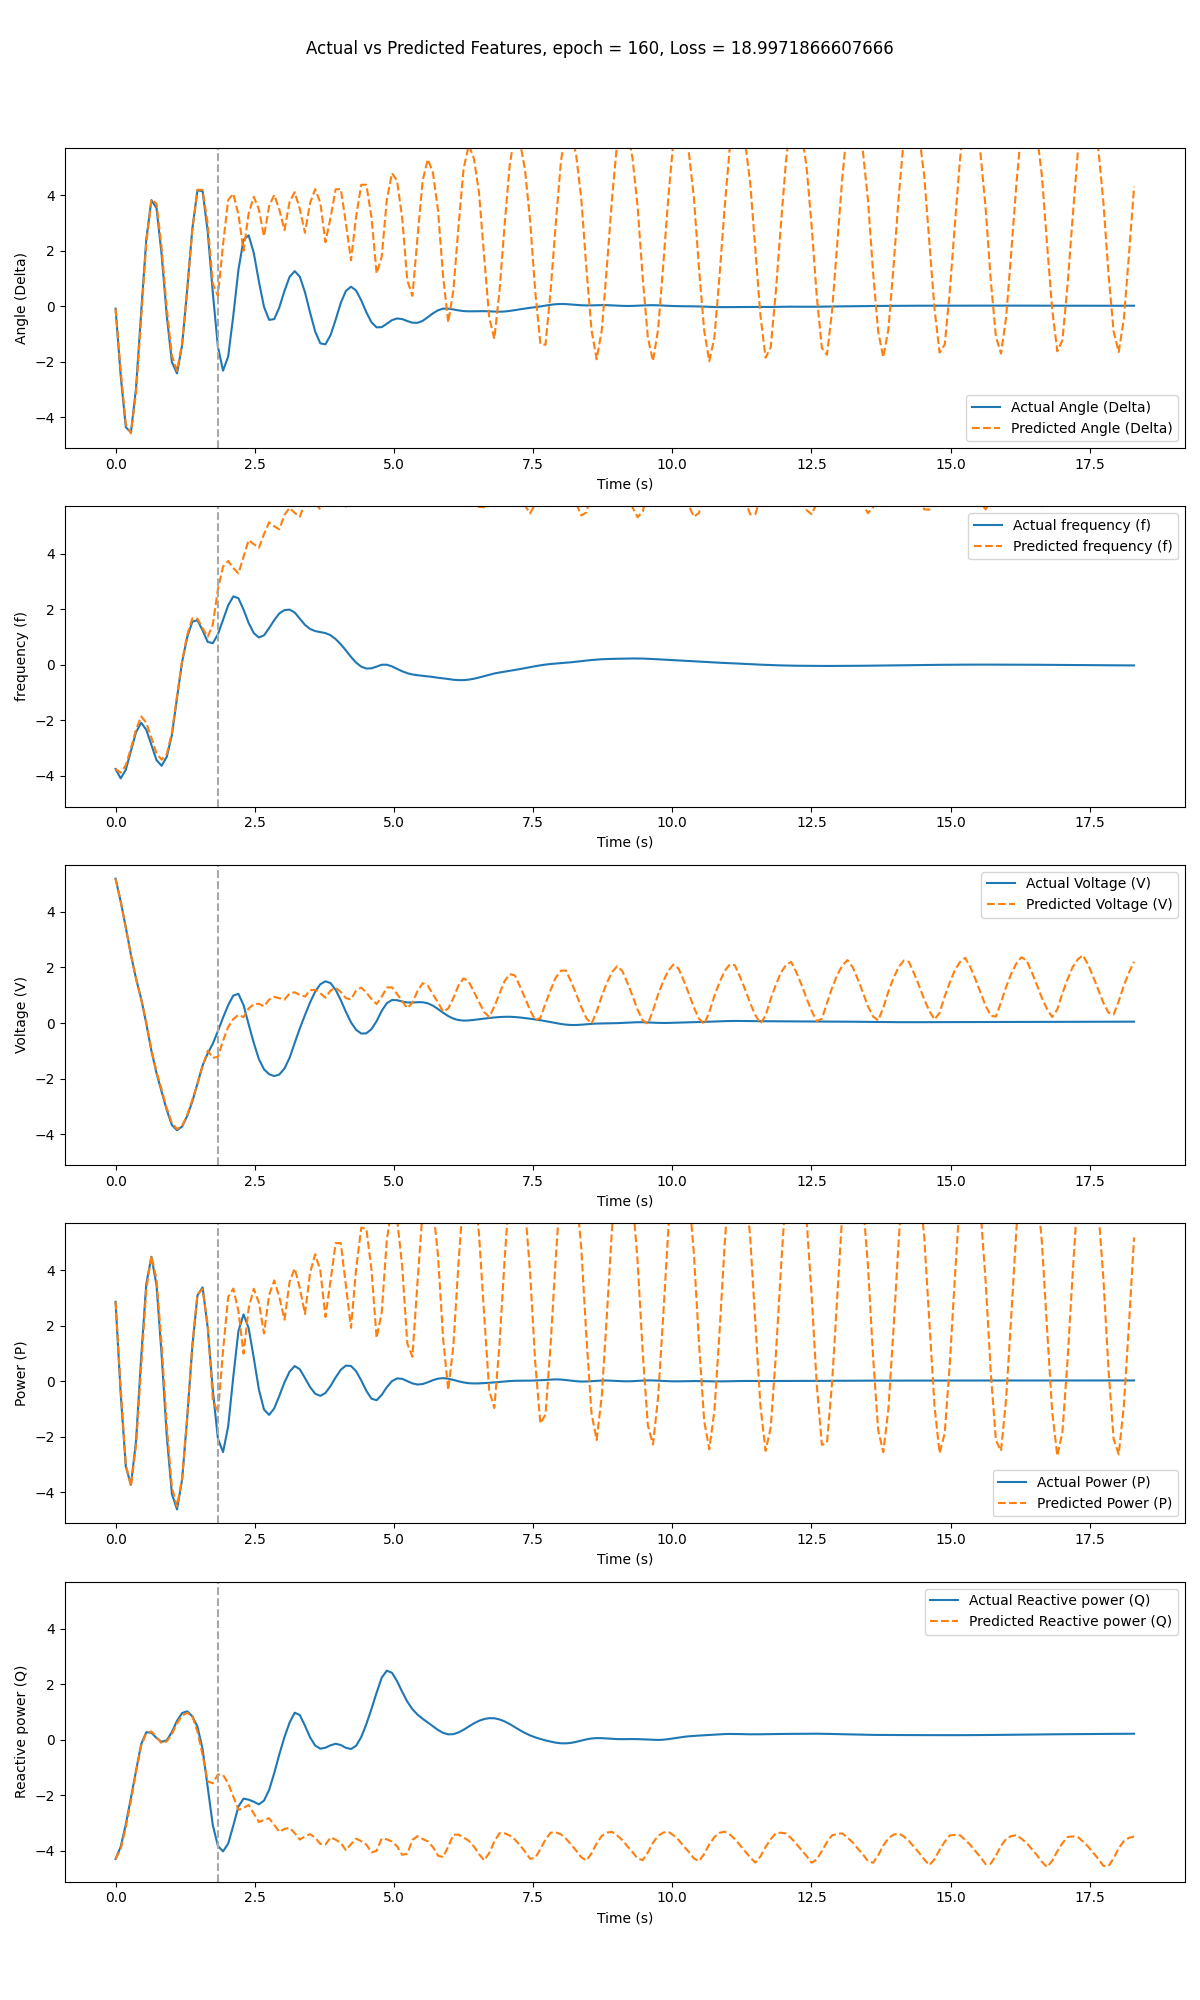 Actual vs Predicted Features, epoch = 160, Loss = 18.9971866607666
4
2
0
−2
−4
Angle (Delta)
Actual Angle (Delta)
Predicted Angle (Delta)
0.0 2.5 5.0 7.5 10.0 12.5 15.0 17.5
Time (s)
4
2
0
−2
−4
frequency (f)
Actual frequency (f)
Predicted frequency (f)
0.0 2.5 5.0 7.5 10.0 12.5 15.0 17.5
Time (s)
4
2
0
−2
−4
Voltage (V)
Actual Voltage (V)
Predicted Voltage (V)
0.0 2.5 5.0 7.5 10.0 12.5 15.0 17.5
Time (s)
4
2
0
−2
−4
Power (P)
Actual Power (P)
Predicted Power (P)
0.0 2.5 5.0 7.5 10.0 12.5 15.0 17.5
Time (s)
4
2
0
−2
−4
Reactive power (Q)
Actual Reactive power (Q)
Predicted Reactive power (Q)
0.0 2.5 5.0 7.5 10.0 12.5 15.0 17.5
Time (s)